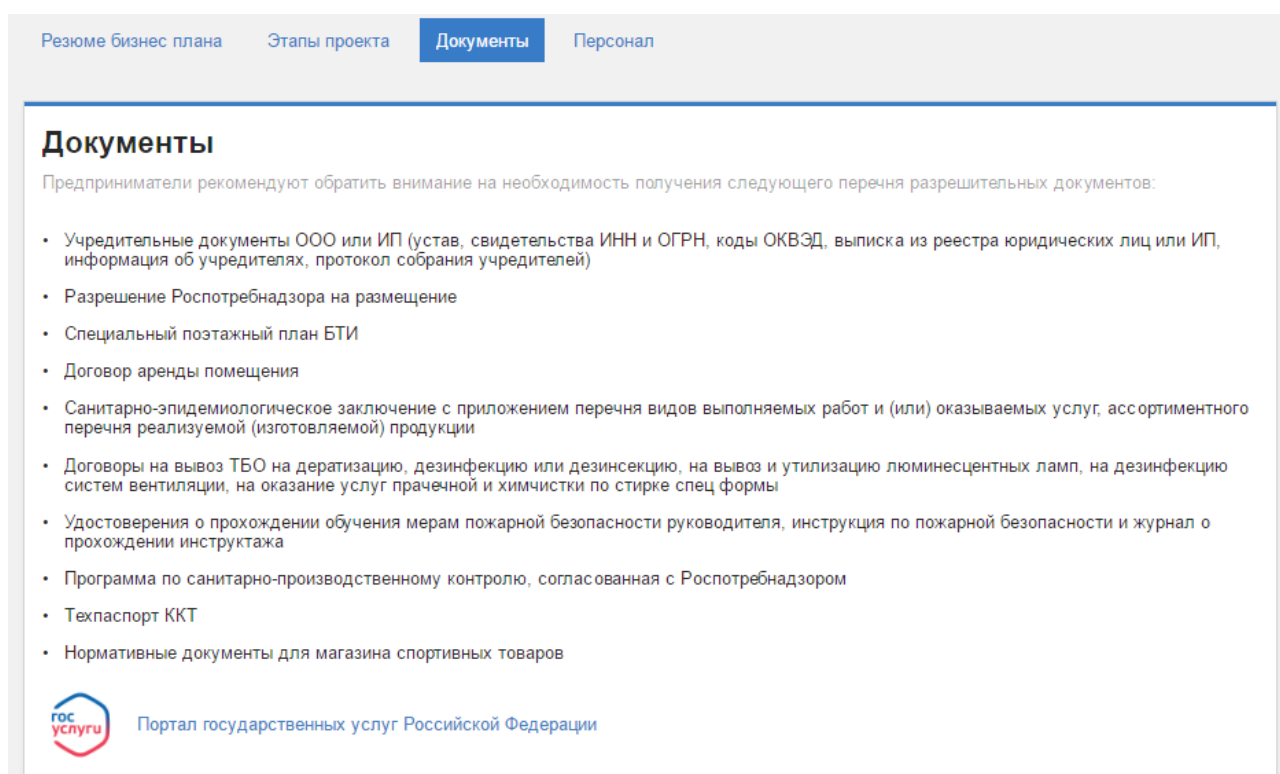 Резюме бизнес плана Этапы проекта Документы Персонал
Документы
Предприниматели рекомендуют обратить внимание на необходимость получения следующего перечня разрешительных документов:
• Учредительные документы ООО или ИП (устав, свидетельства ИНН и ОГРН, коды ОКВЭД, выписка из реестра юридических лиц или ИП,
информация об учредителях, протокол собрания учредителей)
• Разрешение Роспотребнадзора на размещение
• Специальный поэтажный план БТИ
• Договор аренды помещения
• Санитарно-эпидемиологическое заключение с приложением перечня видов выполняемых работ и (или) оказываемых услуг, ассортиментного
перечня реализуемой (изготовляемой) продукции
• Договоры на вывоз ТБО на дератизацию, дезинфекцию или дезинсекцию, на вывоз и утилизацию люминесцентных ламп, на дезинфекцию
систем вентиляции, на оказание услуг прачечной и химчистки по стирке спец формы
• Удостоверения о прохождении обучения мерам пожарной безопасности руководителя, инструкция по пожарной безопасности и журнал о
прохождении инструктажа
• Программа по санитарно-производственному контролю, согласованная с Роспотребнадзором
• Техпаспорт ККТ
• Нормативные документы для магазина спортивных товаров
гос
услуги
Портал государственных услуг Российской Федерации